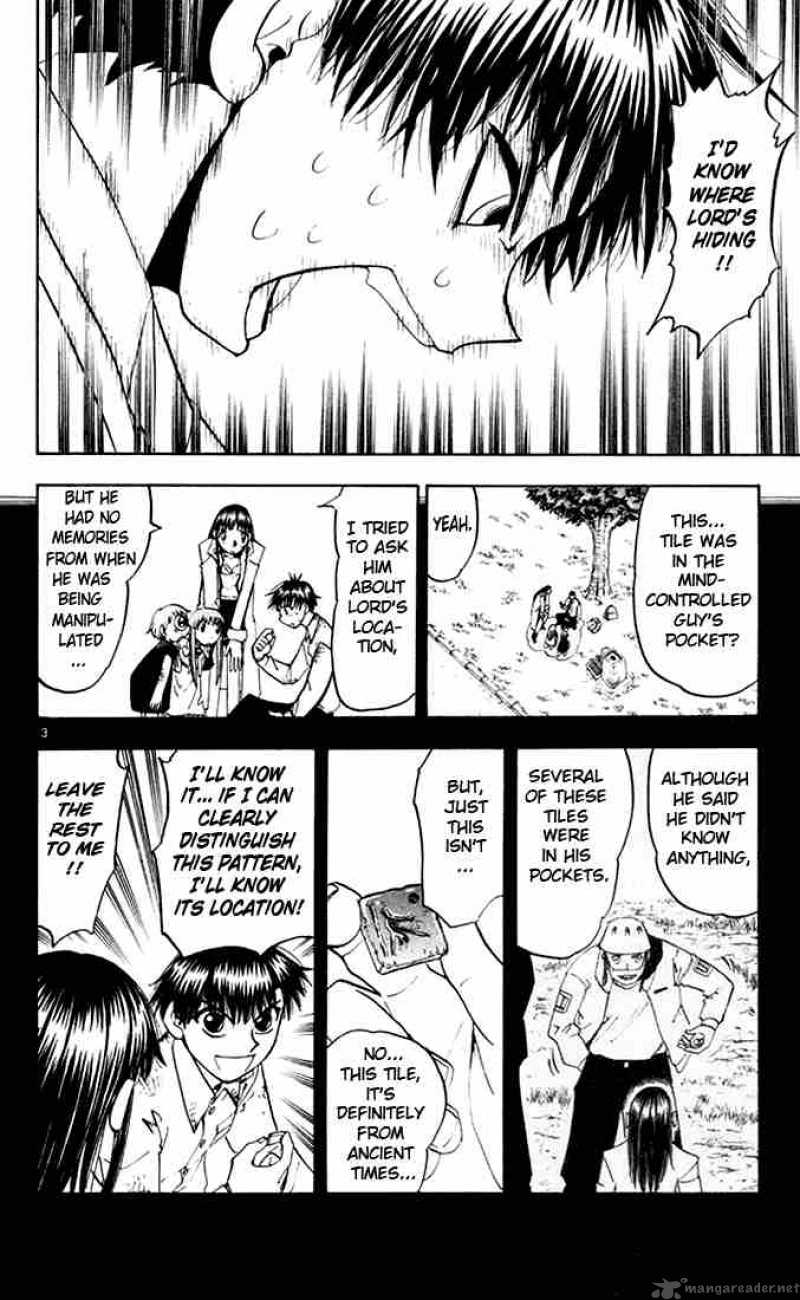 I'D
KNOW
WHERE
LORD'S
HIDING
!!
THIS...
TILE WAS
IN THE
MIND-
CONTROLLED
GUY'S
POCKET?
YEAH.
I TRIED
TO ASK
HIM
ABOUT
LORD'S
LOCA-
TION,
BUT HE
HAD NO
MEMORIES
FROM WHEN
HE WAS
BEING
MANIPU-
LATED
...
3
ALTHOUGH
HE SAID
HE DIDN'T
KNOW
ANYTHING,
SEVERAL
OF THESE
TILES
WERE
IN HIS
POCKETS.
BUT,
JUST
THIS
ISN'T
...
NO...
THIS TILE,
IT'S
DEFINITELY
FROM
ANCIENT
TIMES...
I'LL KNOW
IT... IF I CAN
CLEARLY
DISTINGUISH
THIS PATTERN,
I'LL KNOW
ITS LOCATION!
LEAVE
THE
REST
TO ME
!!
mangareader.net